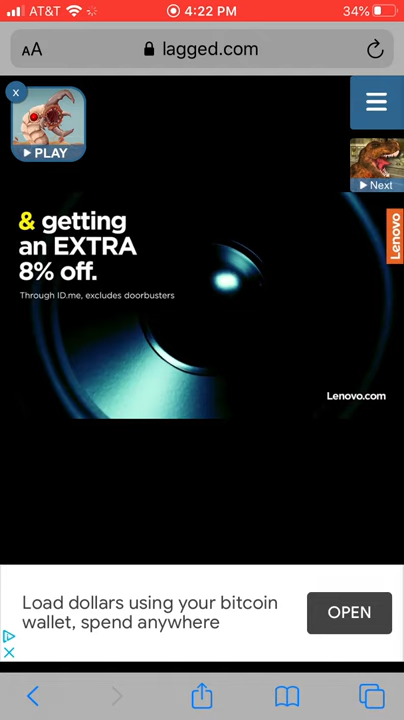 AT&T 4:22 PM 34%
AA lagged.com
x
PLAY
Next
& getting
an EXTRA
8% off.
Through ID.me, excludes doorbusters
Lenovo
Lenovo.com
Load dollars using your bitcoin
wallet, spend anywhere
OPEN